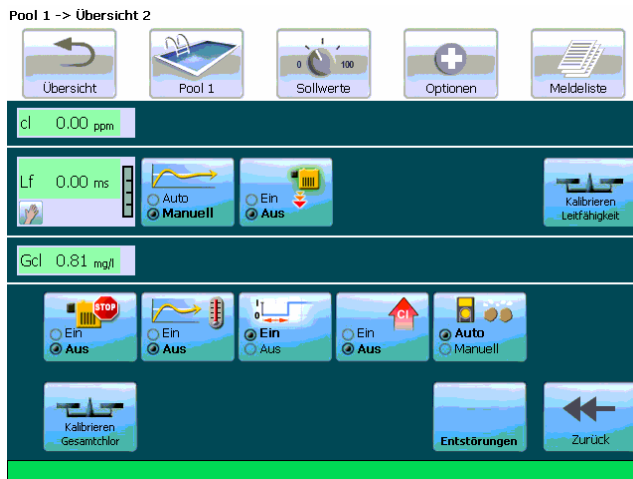 Pool 1 -> Übersicht 2
Übersicht
Pool 1
0 100
Sollwerte
Optionen
Meldeliste
cl 0.00 ppm
Lf 0.00 ms
Auto
Manuell
Ein
Aus
Kalibrieren
Leitfähigkeit
Gcl 0.81 mg/l
STOP
Ein
Aus
Ein
Aus
1
0
Ein
Aus
Cl
Ein
Aus
Auto
Manuell
Kalibrieren
Gesamtchlor
Entstörungen
Zurück